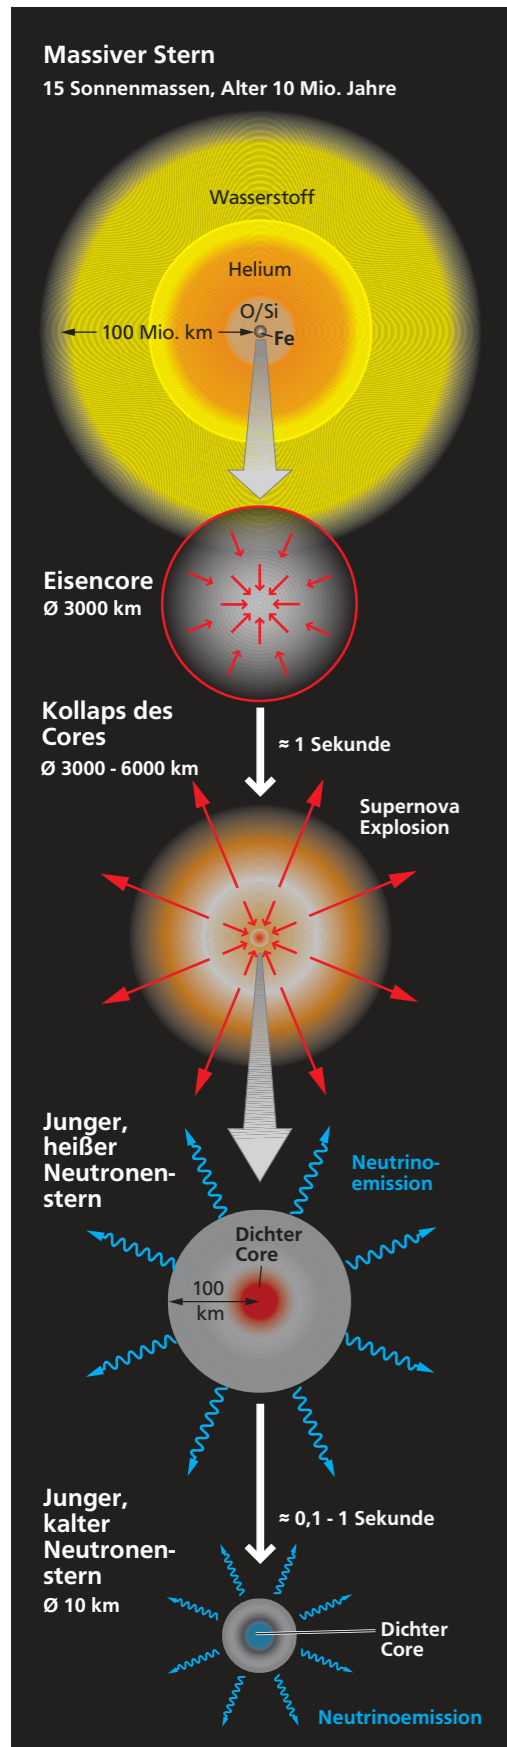 Massiver Stern
15 Sonnenmassen, Alter 10 Mio. Jahre
Wasserstoff
Helium
O/Si
100 Mio. km
Fe
Eisencore
Ø 3000 km
Kollaps des
Cores
Ø 3000 - 6000 km
≈ 1 Sekunde
Supernova
Explosion
Junger,
heißer
Neutronen-
stern
Neutrino-
emission
Dichter
Core
100
km
Junger,
kalter
Neutronen-
stern
Ø 10 km
≈ 0,1 - 1 Sekunde
Dichter
Core
Neutrinoemission